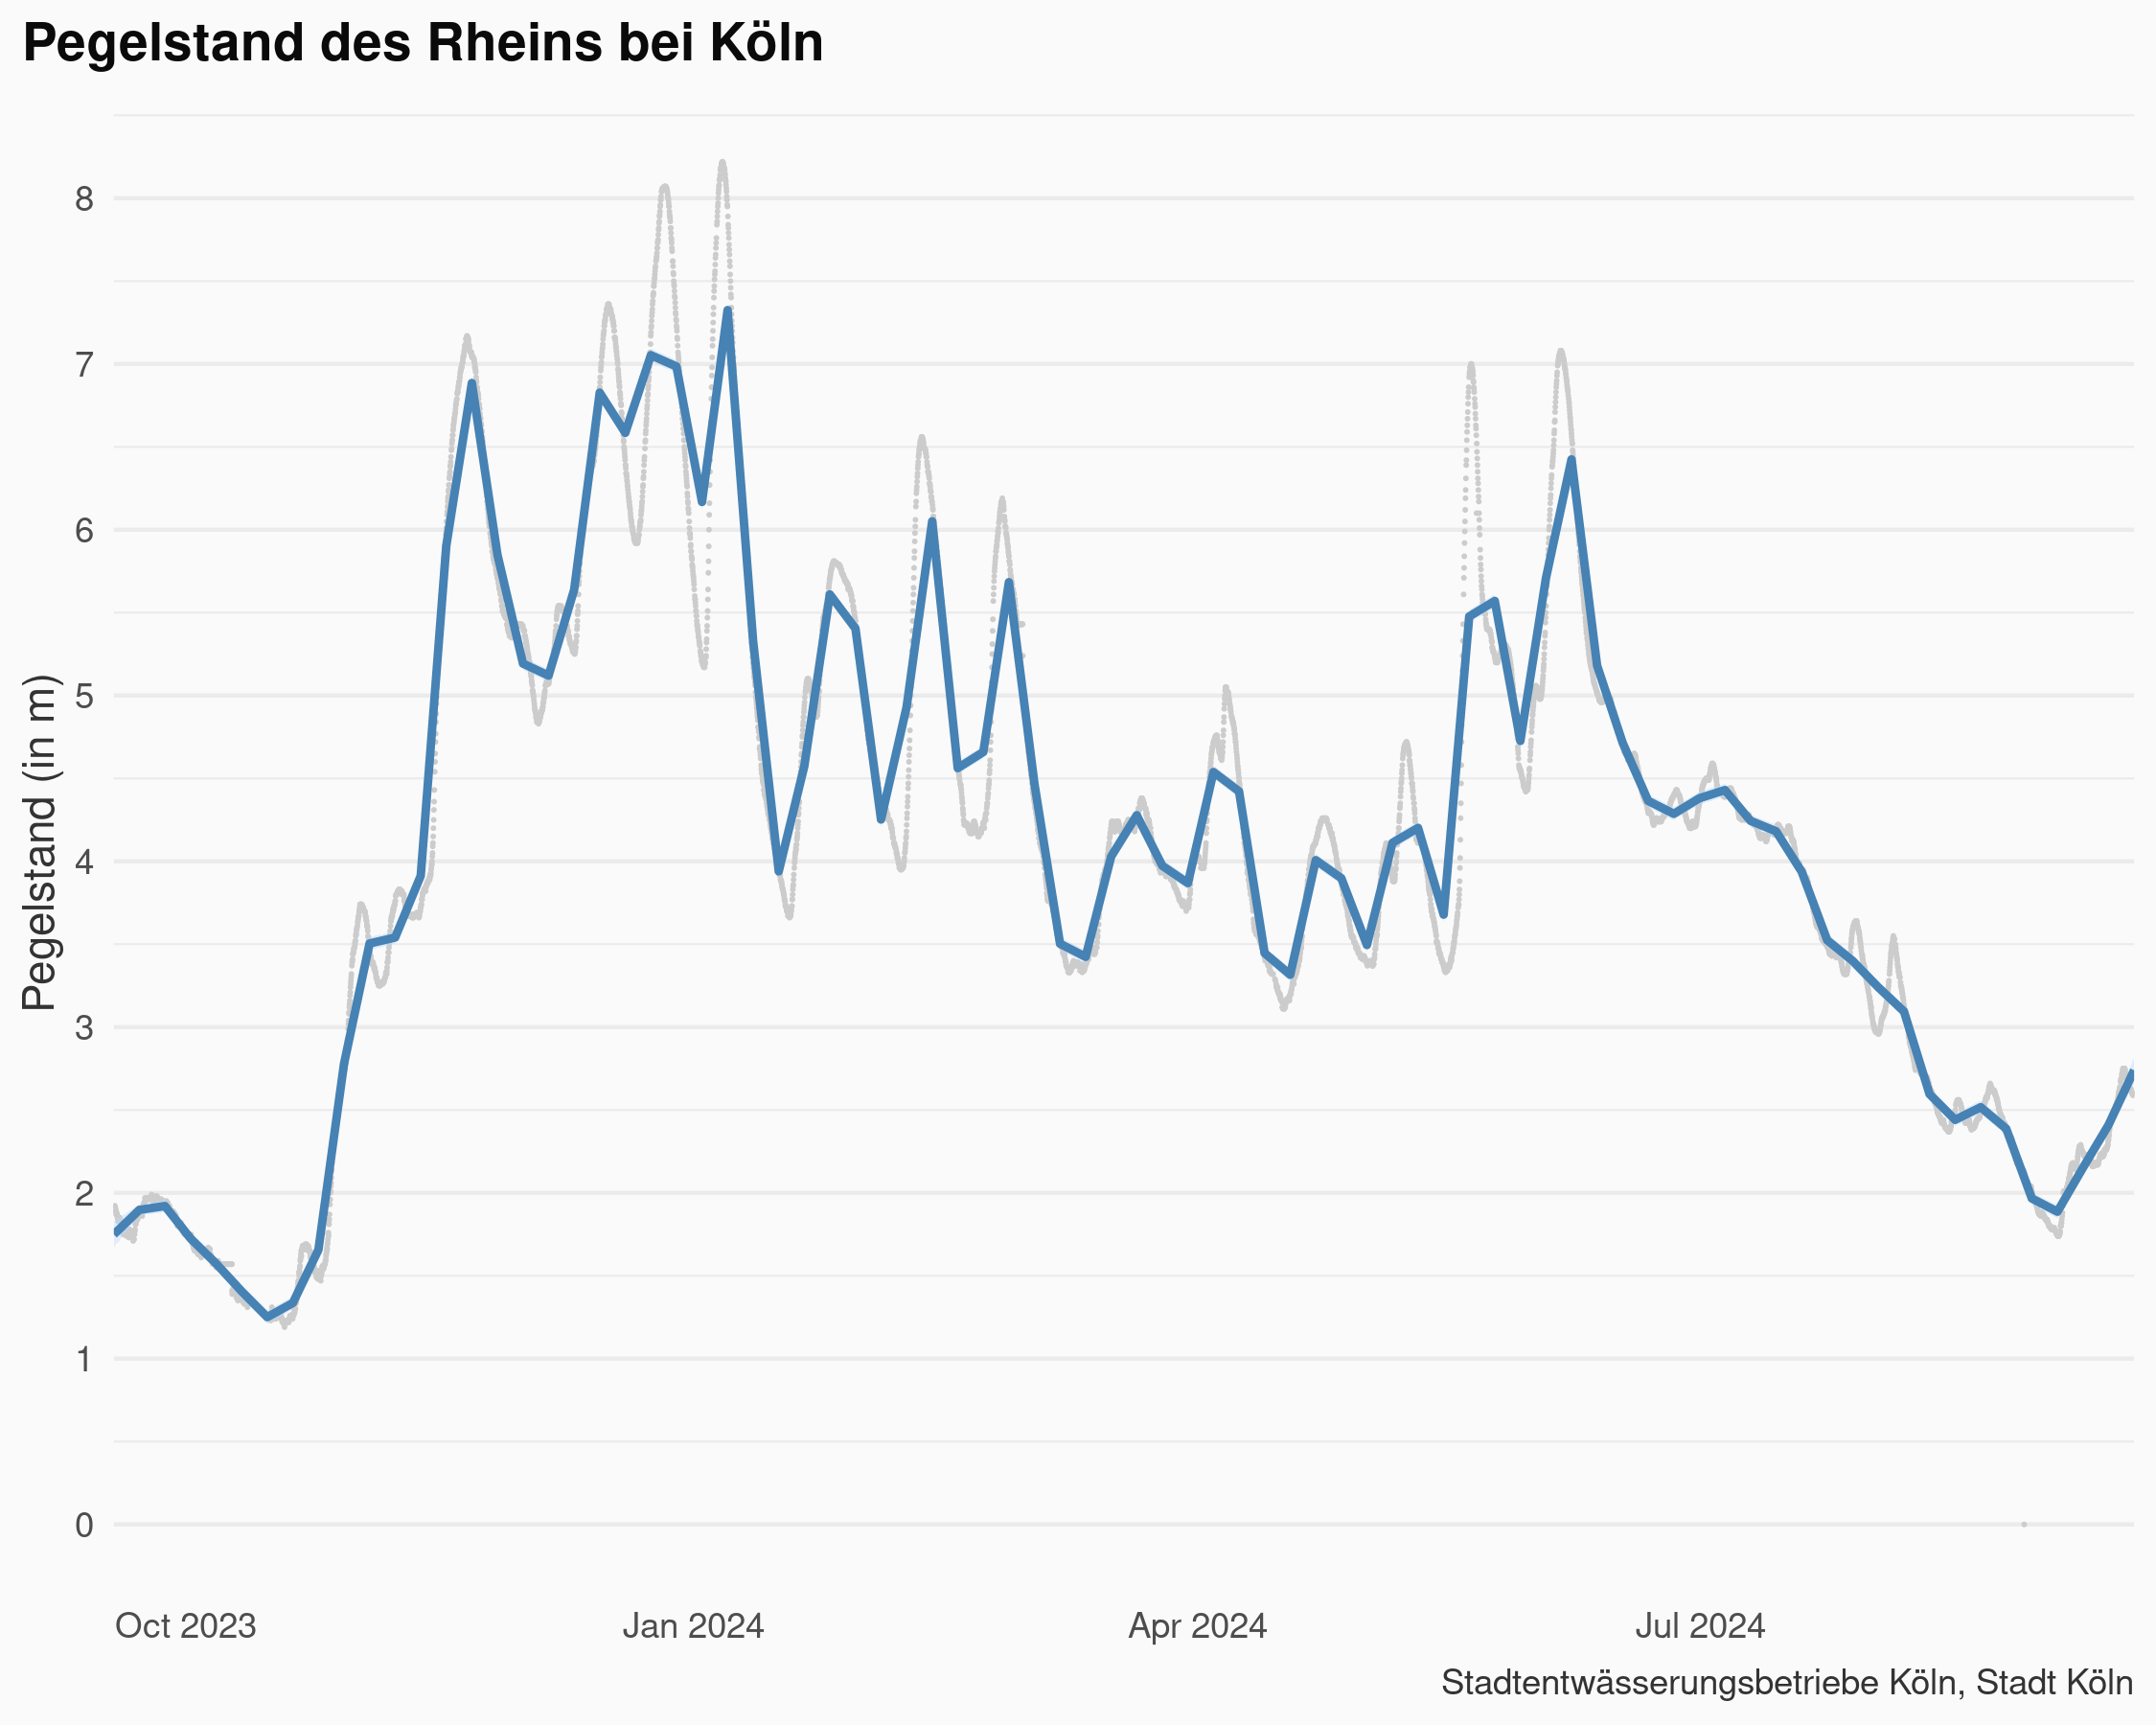 Pegelstand des Rheins bei Köln
Pegelstand (in m)
8
7
6
5
4
3
2
1
0
Oct 2023 Jan 2024 Apr 2024 Jul 2024
Stadtentwässerungsbetriebe Köln, Stadt Köln